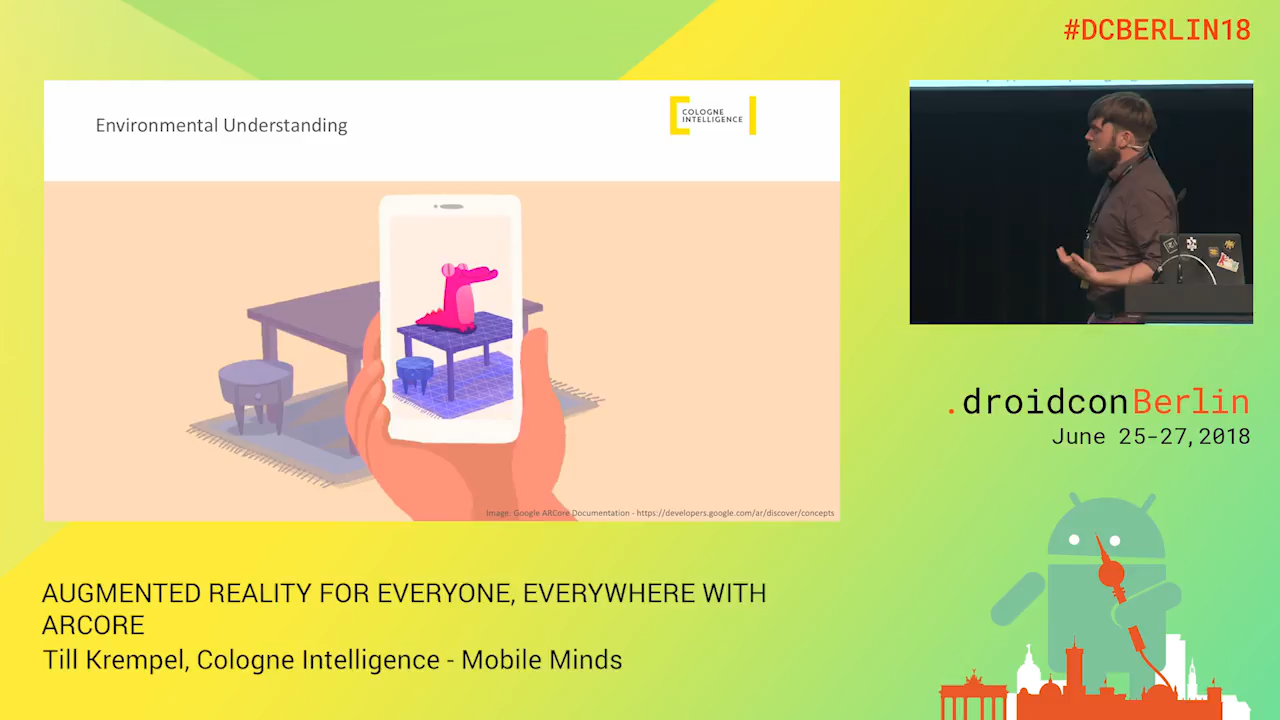 #DCBERLIN18
Environmental Understanding
COLOGNE
INTELLIGENCE
Image: Google ARCore Documentation - https://developers.google.com/ar/discover/concepts
.droidconBerlin
June 25-27,2018
AUGMENTED REALITY FOR EVERYONE, EVERYWHERE WITH
ARCORE
Till Krempel, Cologne Intelligence - Mobile Minds